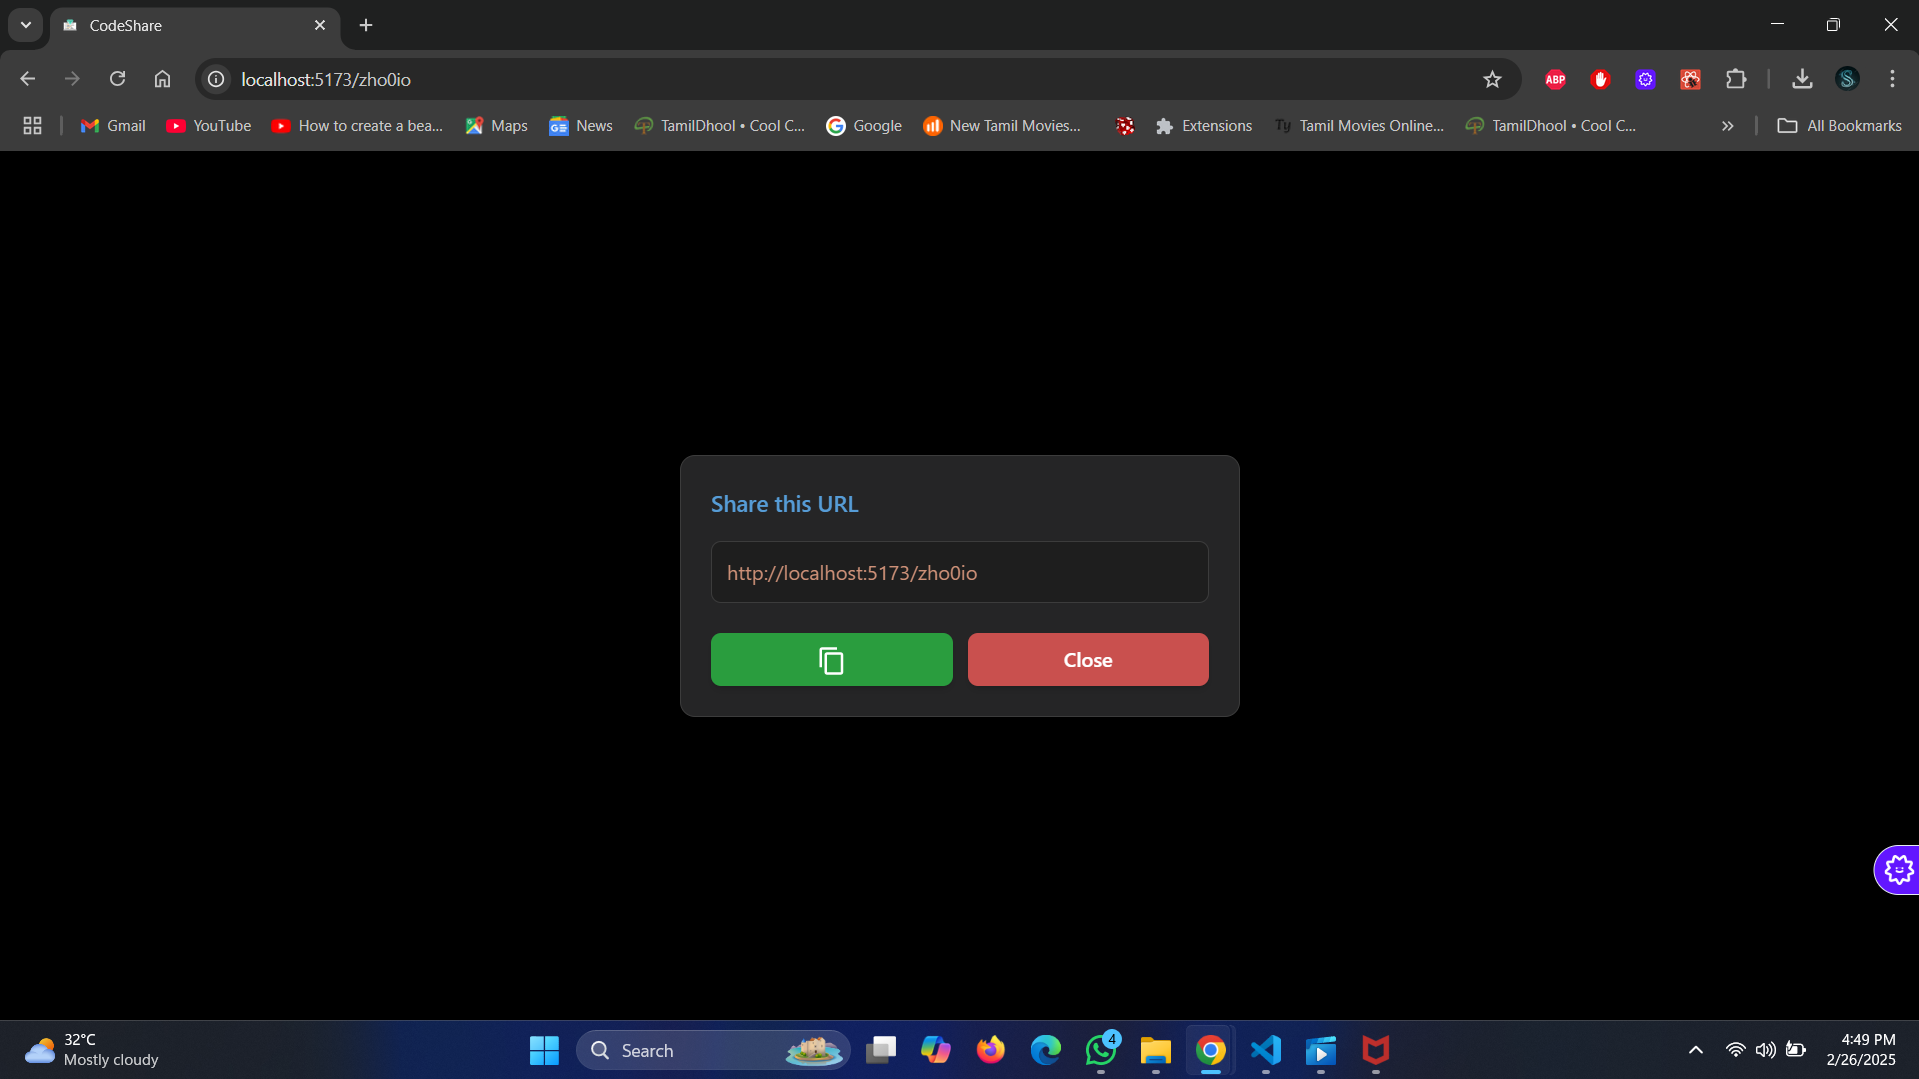 CodeShare
localhost:5173/zho0io
ABP
Gmail
YouTube
How to create a bea...
Maps
News
TamilDhool • Cool C...
Google
New Tamil Movies...
Extensions
Ty
Tamil Movies Online...
TamilDhool • Cool C...
All Bookmarks
Share this URL
http://localhost:5173/zho0io
Close
32°C
Mostly cloudy
Search
4
4:49 PM
2/26/2025